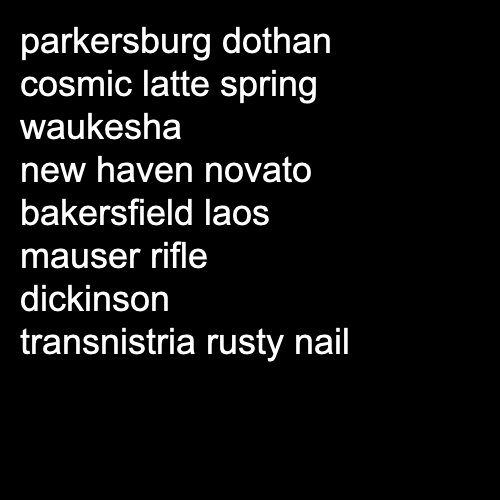 parkersburg dothan
cosmic latte spring
waukesha
new haven novato
bakersfield laos
mauser rifle
dickinson
transnistria rusty nail